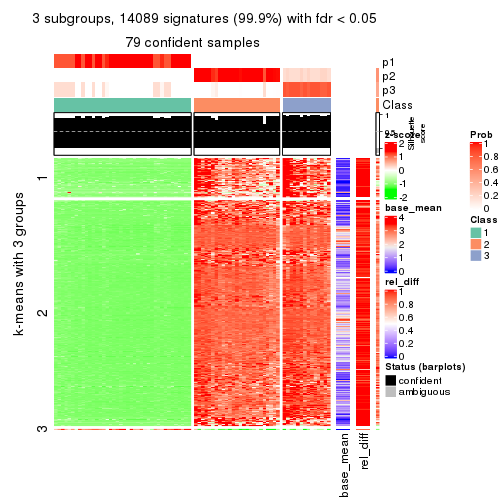 3 subgroups, 14089 signatures (99.9%) with fdr < 0.05
79 confident samples
p1
p2
p3
Class
1
0.5
Silhouette
score
k-means with 3 groups
1
2
3
base_mean
rel_diff
z-score
2
1
0
-1
-2
base_mean
4
3
2
1
0
rel_diff
1
0.8
0.6
0.4
0.2
0
Status (barplots)
confident
ambiguous
Prob
1
0.8
0.6
0.4
0.2
0
Class
1
2
3